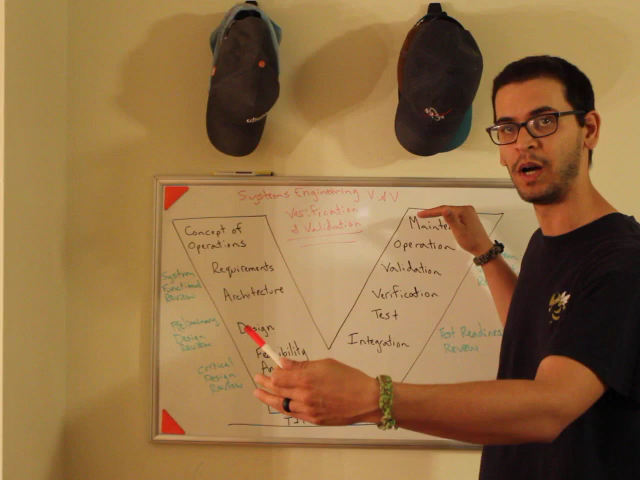 Systems Engineering V & V
Verification
& Validation
Concept of
Operations
Requirements
Architecture
Design
System
Functional
Review
Preliminary
Design
Review
Critical
Design
Review
Operation
Validation
Verification
Test
Integration
Test Readiness
Review